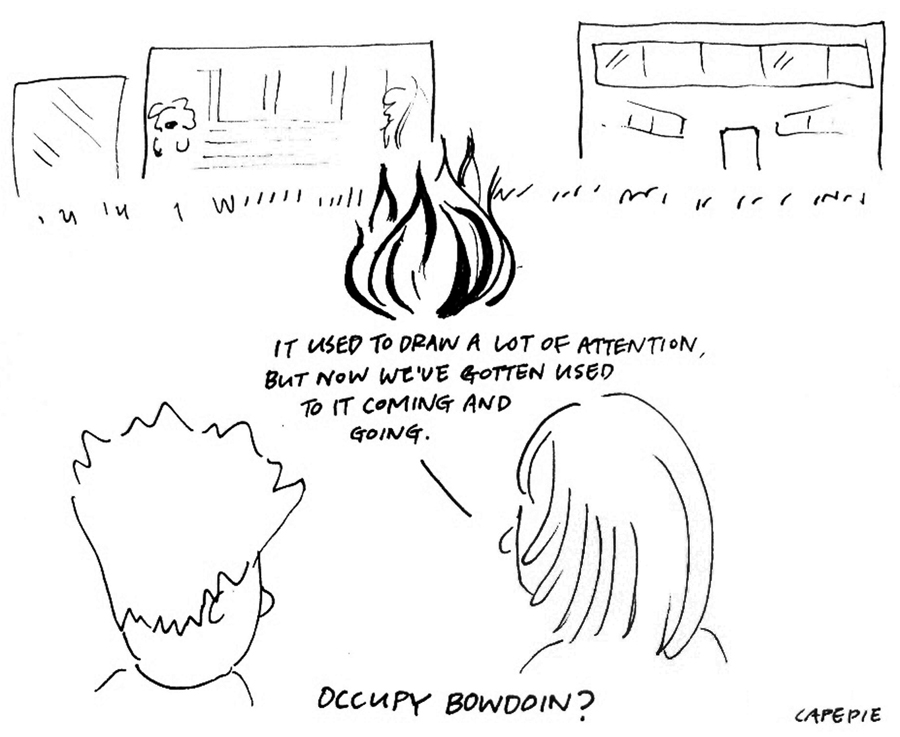 IT USED TO DRAW A LOT OF ATTENTION,
BUT NOW WE'VE GOTTEN USED
TO IT COMING AND
GOING.
OCCUPY BOWDOIN?
CAPEPIE